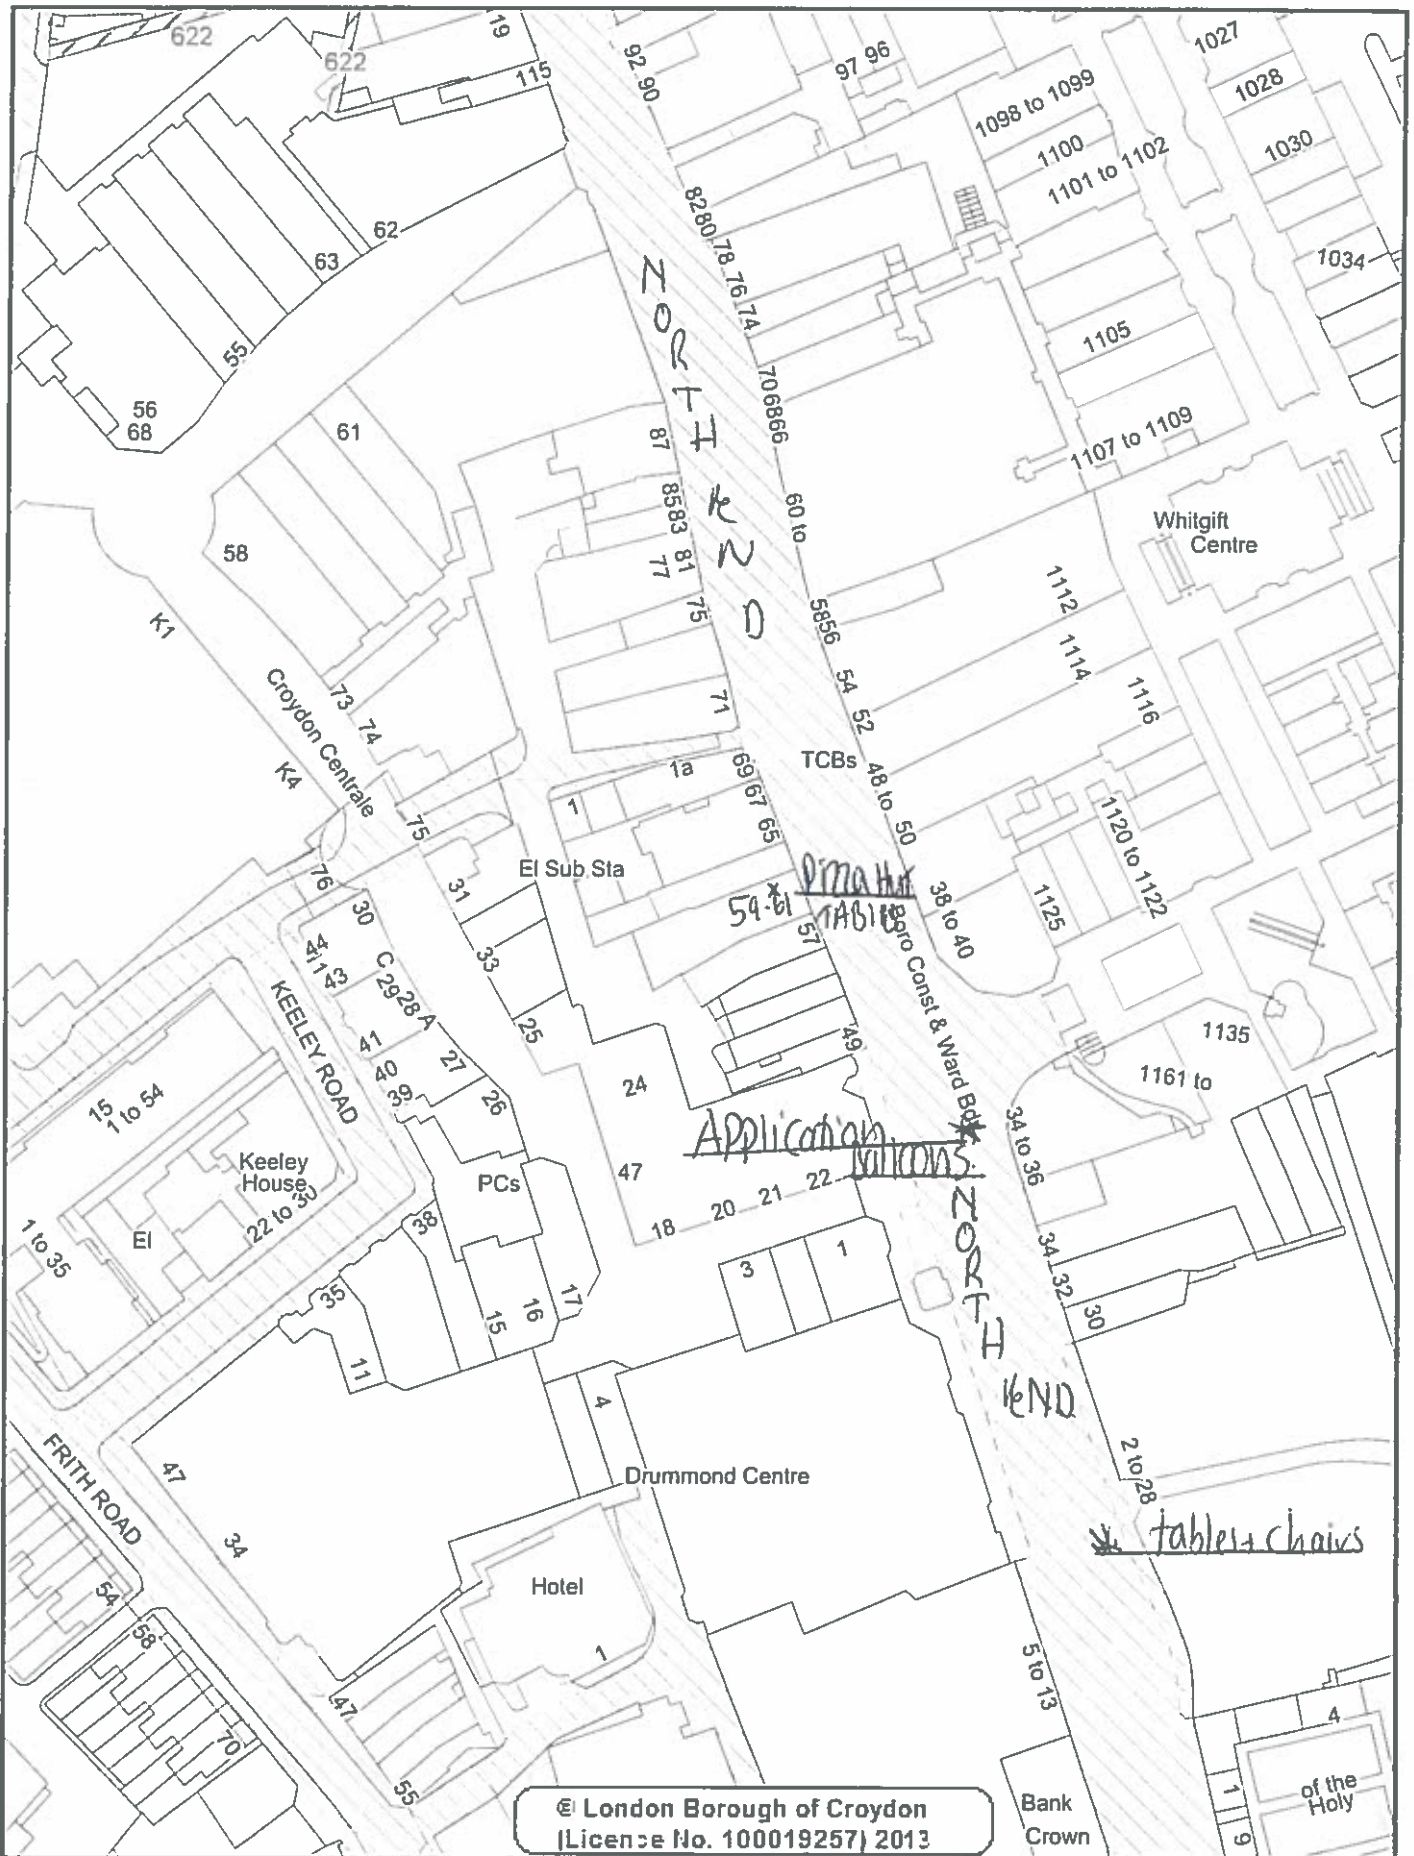 622
622
19
115
92 90
97 96
1027
1028
1098 to 1099
1100
1101 to 1102
1030
1034
62
63
55
56
68
8280
78 76 74
1105
NORTH END
706866
1107 to 1109
61
87
8583
81
77
75
60 to
58
Whitgift
Centre
1112
1114
1116
5856
54
52
K1
Croydon Centrale
73
74
K4
71
TCBs
69
67
65
1a
1
48 to 50
75
El Sub Sta
1120 to 1122
76
30
31
Pizza Hut
59-61
TABLES
57
38 to 40
1125
44
43
C
29
28 A
33
Boro Const & Ward Bdy
KEELEY ROAD
41
40
39
27
26
25
49
1135
1161 to
24
15
1 to 54
Application
balloons.
34 to 36
Keeley
House
22 to 30
PCs
47
18
20
21
22
1 to 35
El
38
NORTH END
3
1
34
32
30
35
15
16
17
11
4
FRITH ROAD
47
34
Drummond Centre
2 to 28
tables + chairs
Hotel
54
58
1
5 to 13
47
70
55
4
1
9
Bank
Crown
of the
Holy
© London Borough of Croydon
(License No. 100019257) 2013